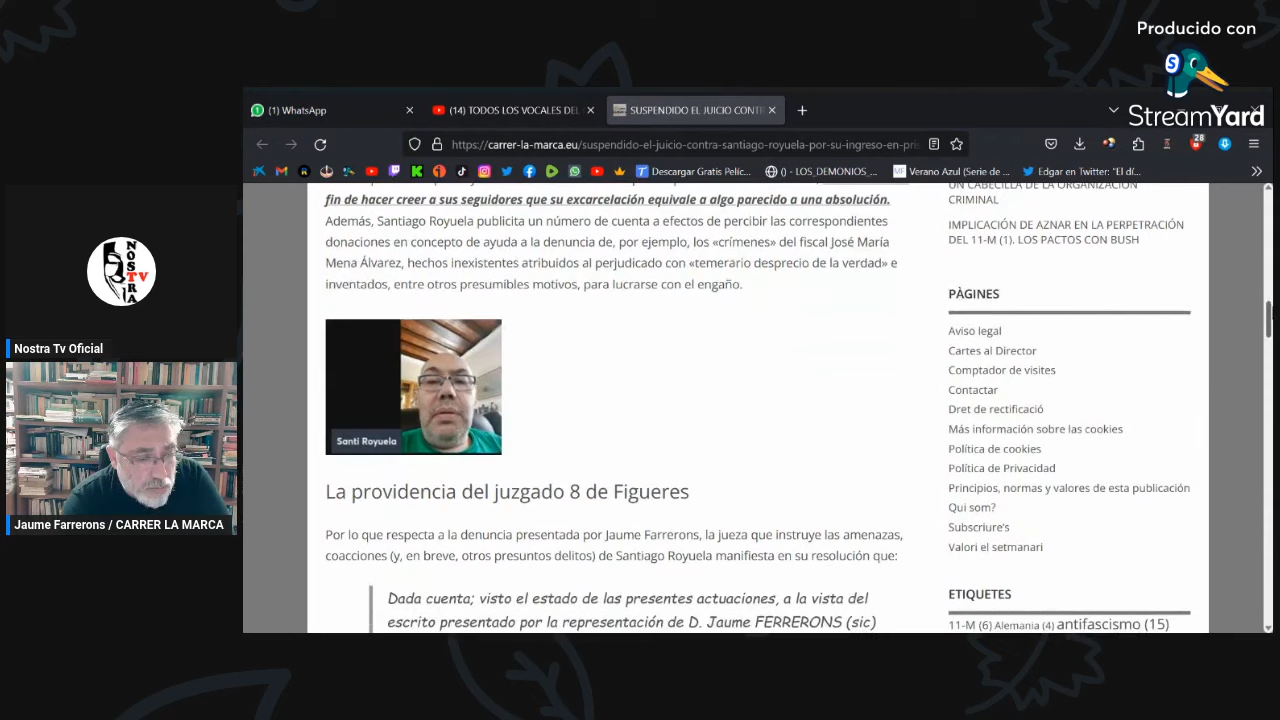 Producido con
StreamYard
(1) WhatsApp
(14) TODOS LOS VOCALES DEL
SUSPENDIDO EL JUICIO CONTR
https://carrer-la-marca.eu/suspendido-el-juicio-contra-santiago-royuela-por-su-ingreso-en-pris
28
Descargar Gratis Pelíc...
() - LOS_DEMONIOS_...
Verano Azul (Serie de ...
Edgar en Twitter: "El dí...
fin de hacer creer a sus seguidores que su excarcelación equivale a algo parecido a una absolución.
Además, Santiago Royuela publicita un número de cuenta a efectos de percibir las correspondientes
donaciones en concepto de ayuda a la denuncia de, por ejemplo, los «crímenes» del fiscal José María
Mena Álvarez, hechos inexistentes atribuidos al perjudicado con «temerario desprecio de la verdad» e
inventados, entre otros presumibles motivos, para lucrarse con el engaño.
Santi Royuela
La providencia del juzgado 8 de Figueres
Por lo que respecta a la denuncia presentada por Jaume Farrerons, la jueza que instruye las amenazas,
coacciones (y, en breve, otros presuntos delitos) de Santiago Royuela manifiesta en su resolución que:
Dada cuenta; visto el estado de las presentes actuaciones, a la vista del
escrito presentado por la representación de D. Jaume FERRERONS (sic)
UN CABECILLA DE LA ORGANIZACIÓN
CRIMINAL
IMPLICACIÓN DE AZNAR EN LA PERPETRACIÓN
DEL 11-M (1). LOS PACTOS CON BUSH
PÀGINES
Aviso legal
Cartes al Director
Comptador de visites
Contactar
Dret de rectificació
Más información sobre las cookies
Política de cookies
Política de Privacidad
Principios, normas y valores de esta publicación
Qui som?
Subscriure's
Valori el setmanari
ETIQUETES
11-M (6) Alemania (4) antifascismo (15)
NOSTRA
TV
Nostra Tv Oficial
Jaume Farrerons / CARRER LA MARCA